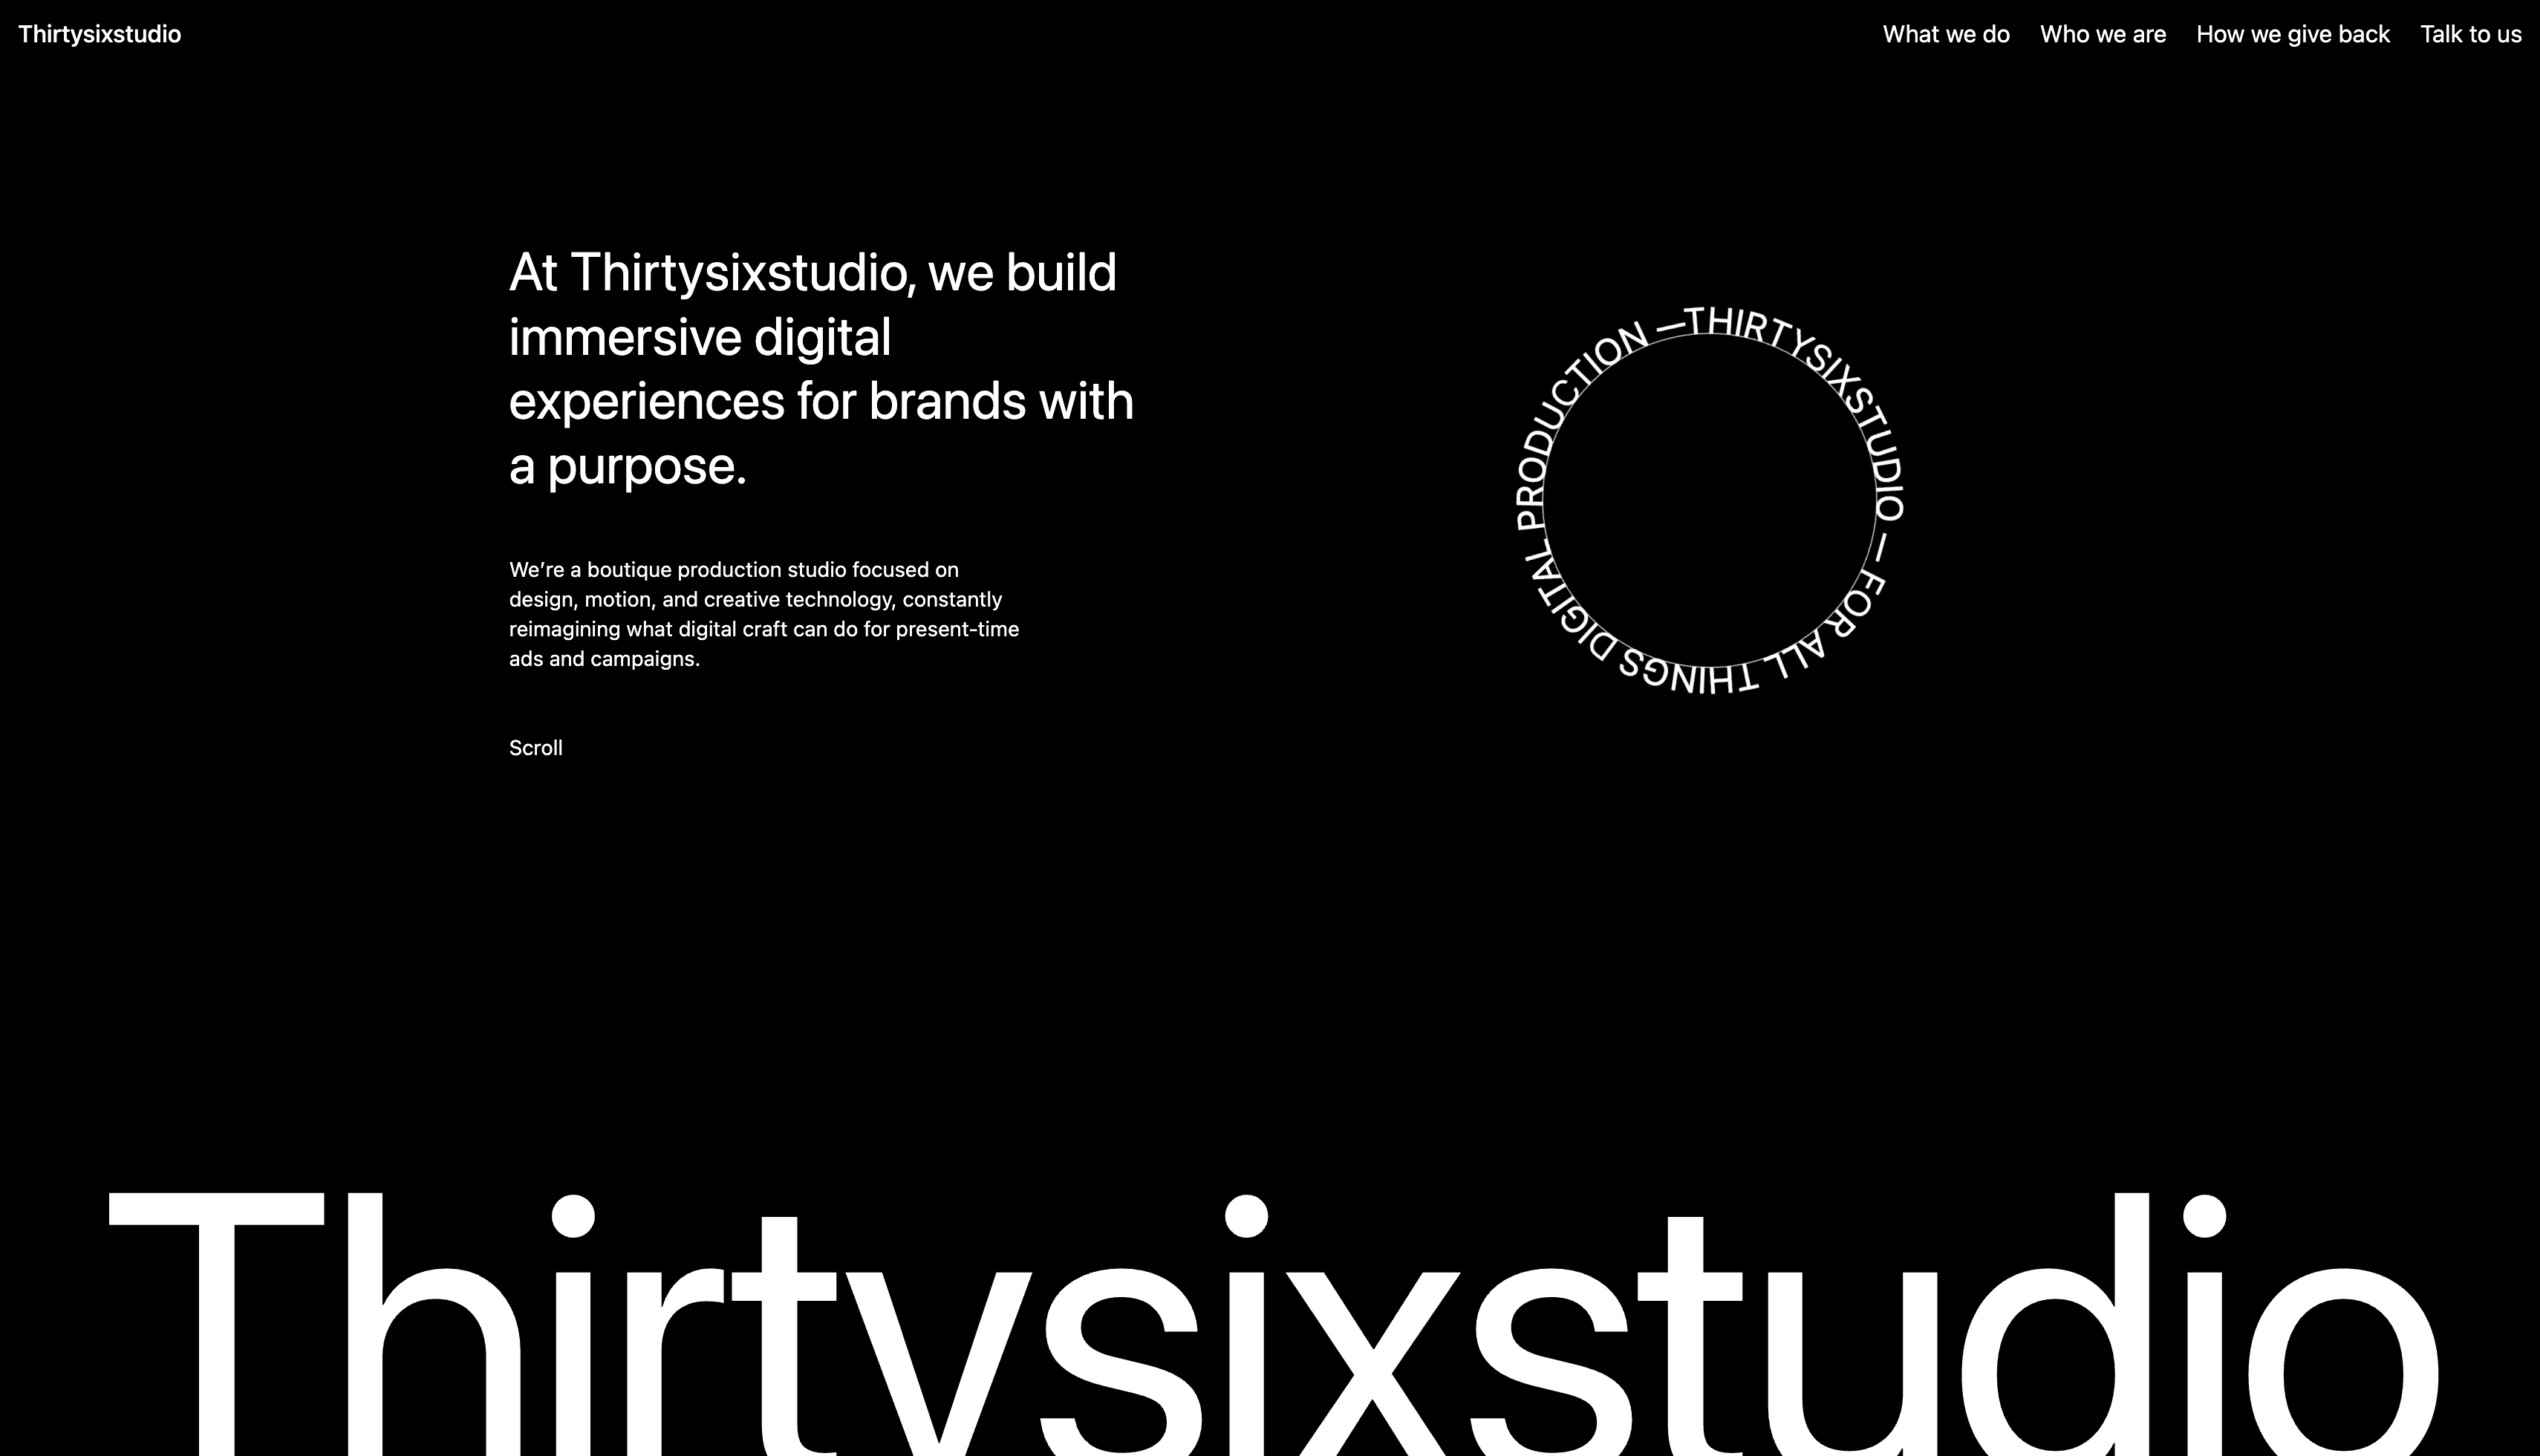 Thirtysixstudio
What we do
Who we are
How we give back
Talk to us
At Thirtysixstudio, we build
immersive digital
experiences for brands with
a purpose.
We’re a boutique production studio focused on
design, motion, and creative technology, constantly
reimagining what digital craft can do for present-time
ads and campaigns.
Scroll
THIRTYSIXSTUDIO — FOR ALL THINGS DIGITAL PRODUCTION —
Thirtysixstudio